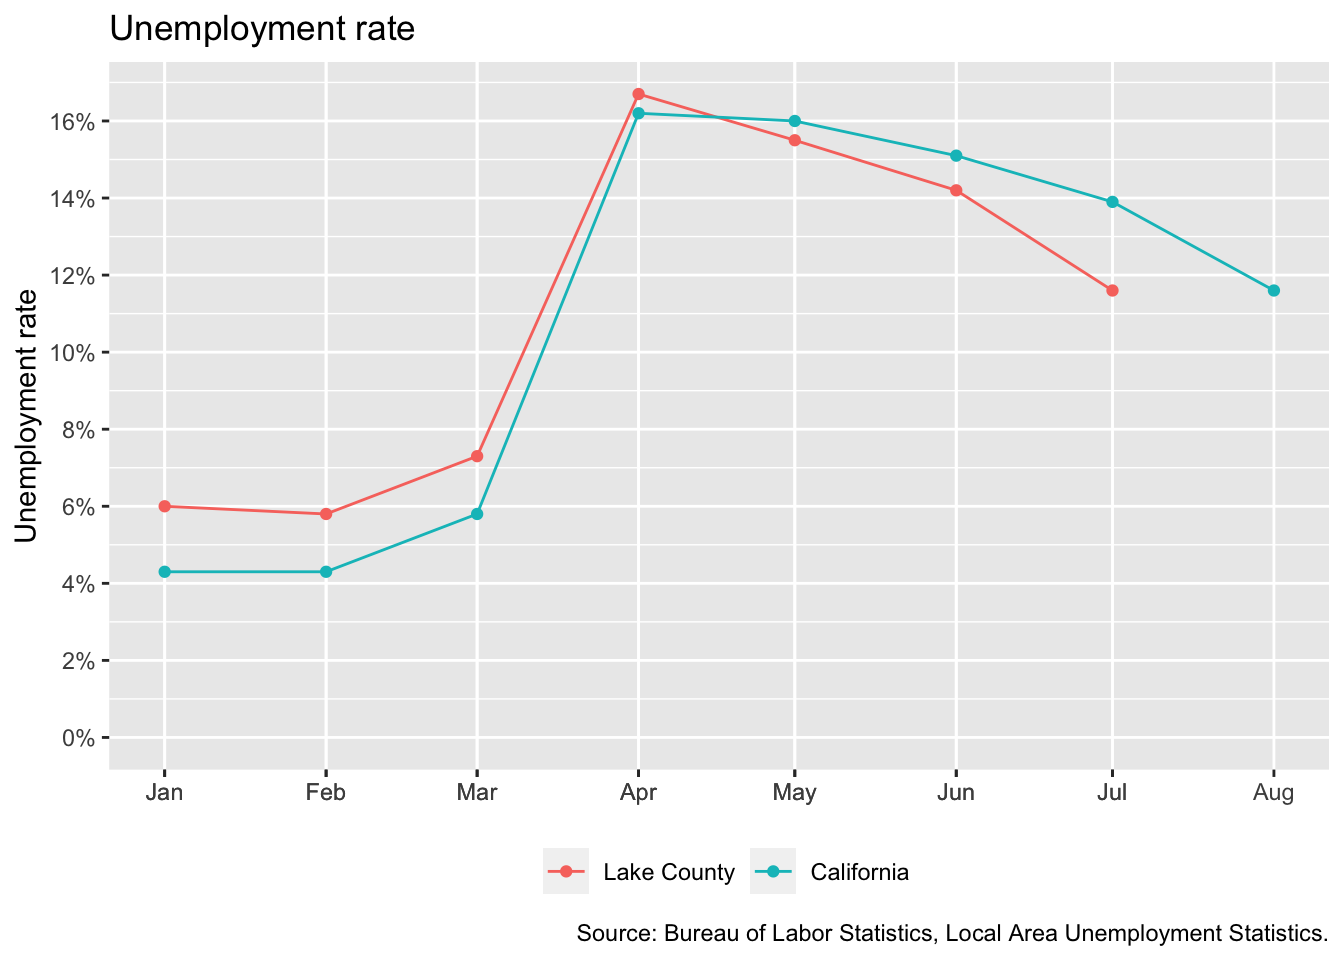 Unemployment rate
Unemployment rate
16%
14%
12%
10%
8%
6%
4%
2%
0%
Jan Feb Mar Apr May Jun Jul Aug
Lake County California
Source: Bureau of Labor Statistics, Local Area Unemployment Statistics.